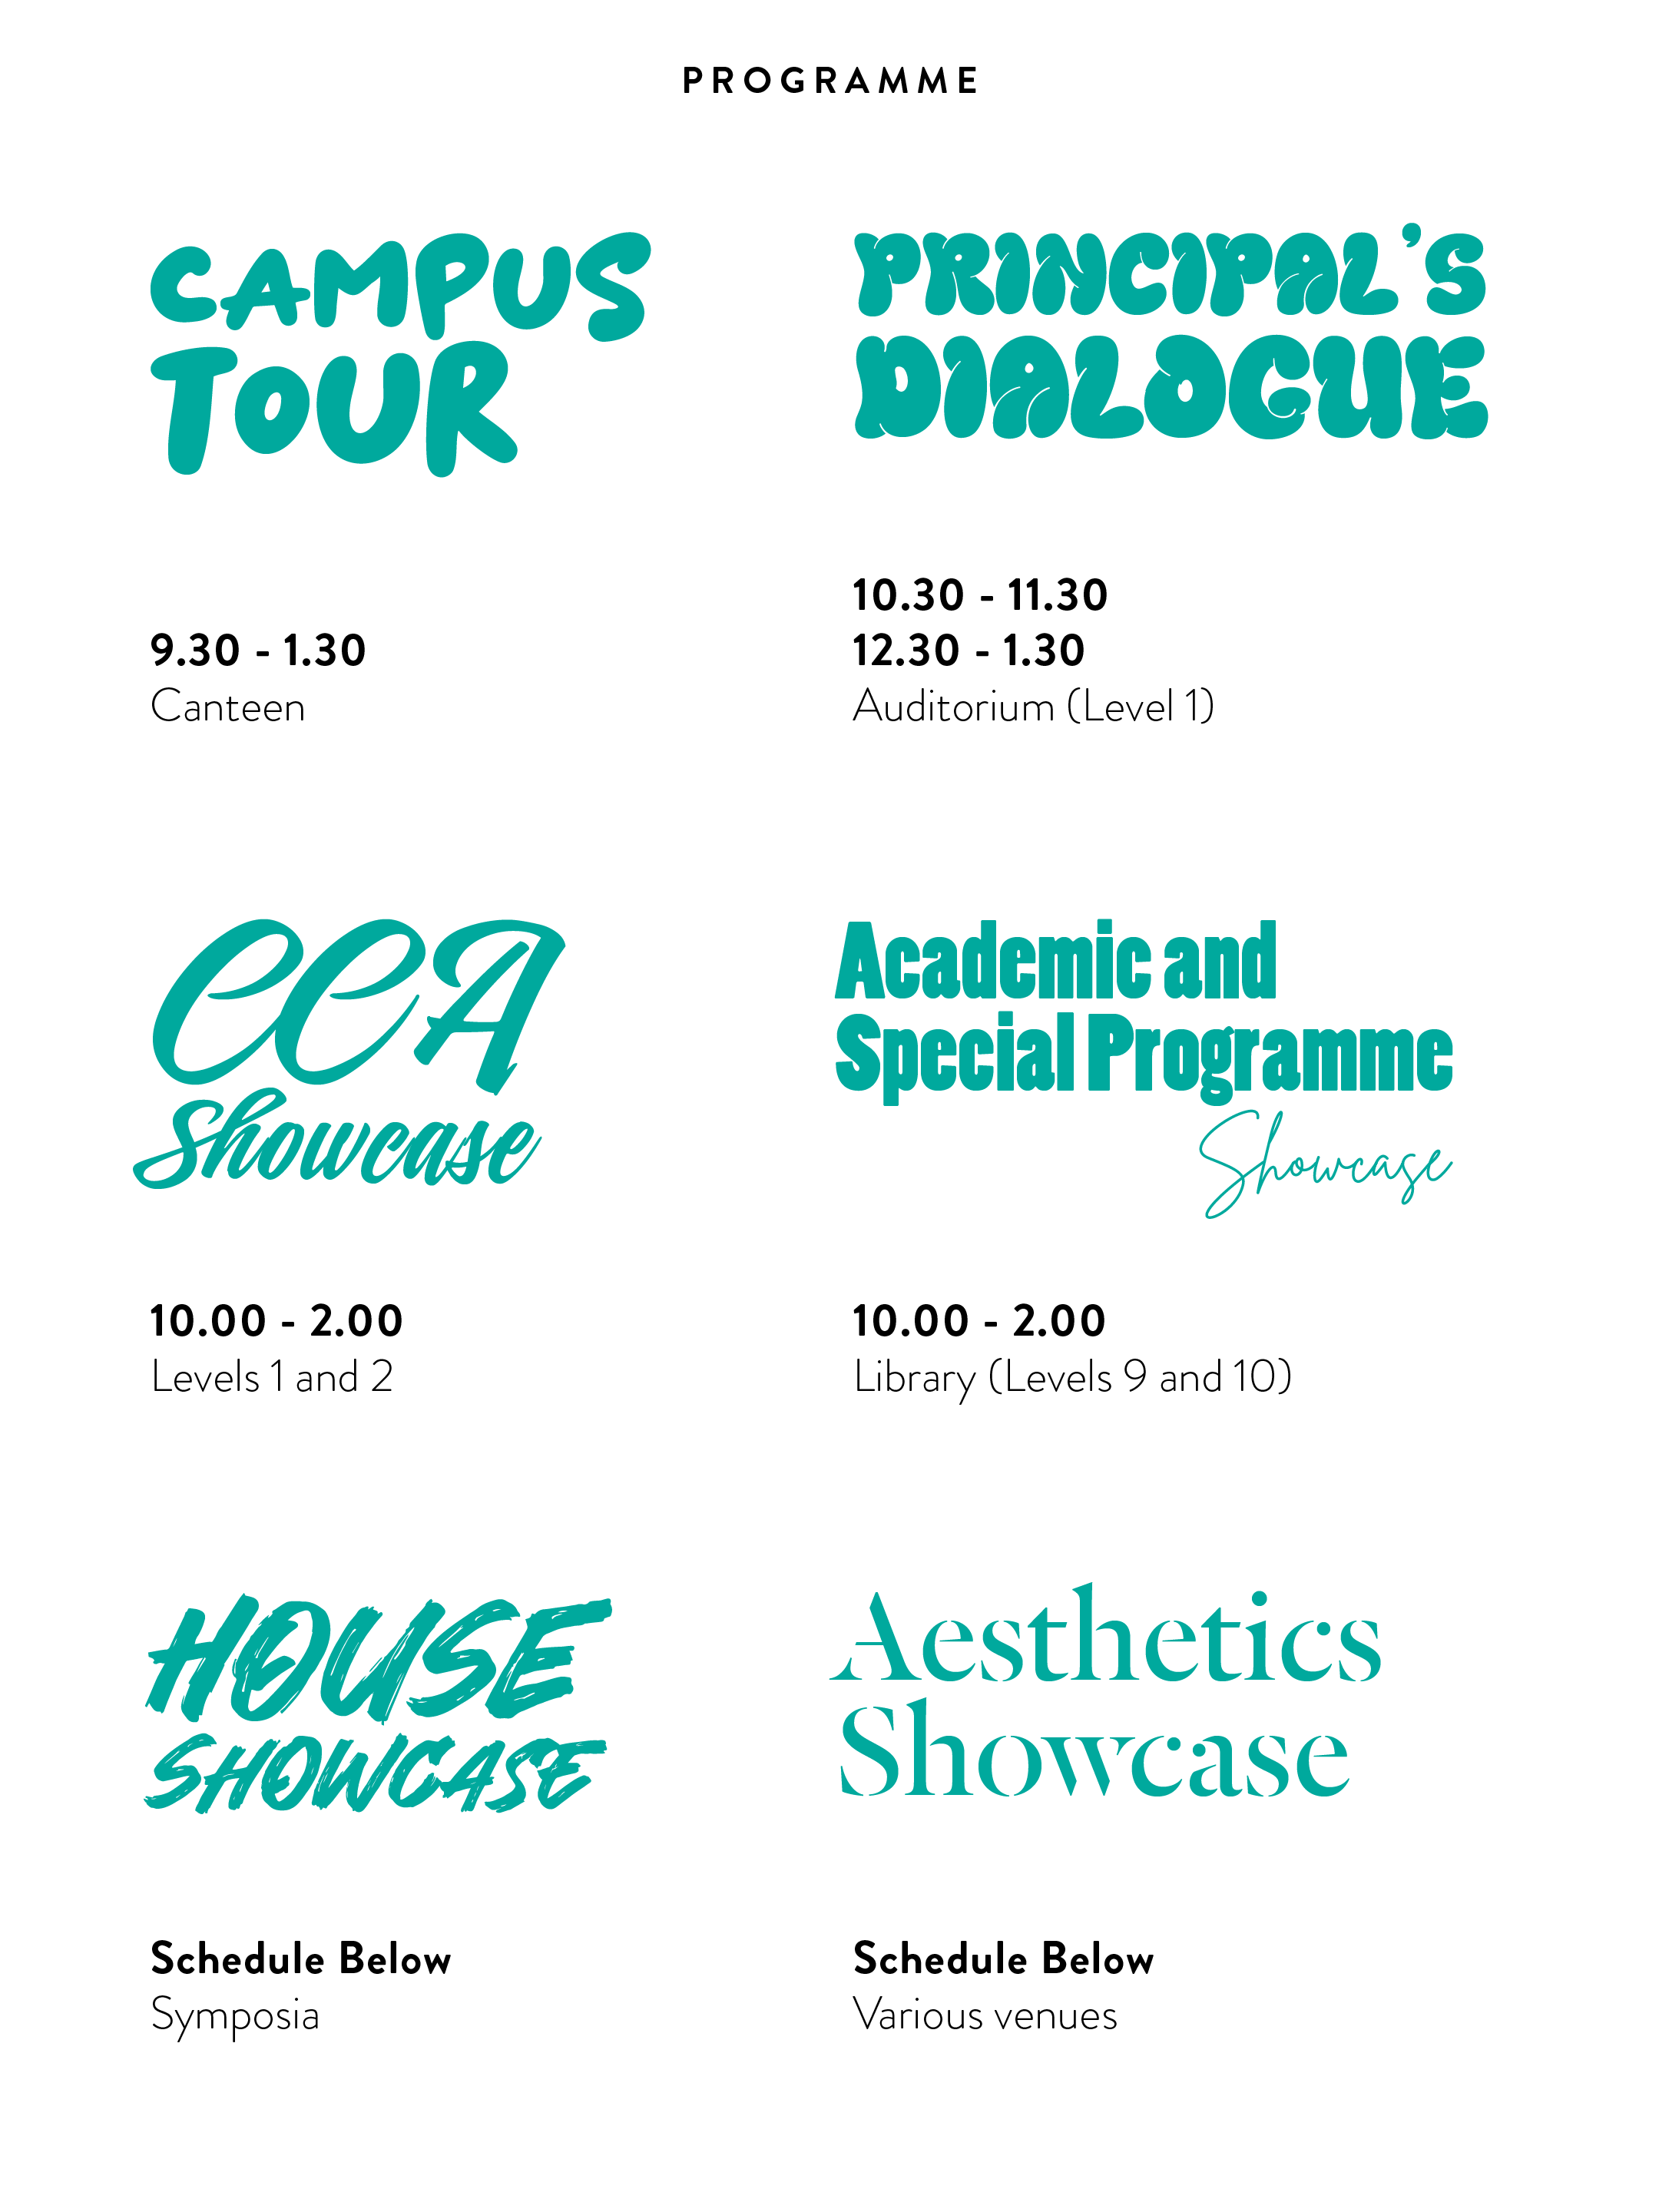 PROGRAMME
CAMPUS
TOUR
9.30 - 1.30
Canteen
PRINCIPAL'S
DIALOGUE
10.30 - 11.30
12.30 - 1.30
Auditorium (Level 1)
CCA
Showcase
10.00 - 2.00
Levels 1 and 2
Academic and
Special Programme
Showcase
10.00 - 2.00
Library (Levels 9 and 10)
HOUSE
SHOWCASE
Schedule Below
Symposia
Aesthetics
Showcase
Schedule Below
Various venues